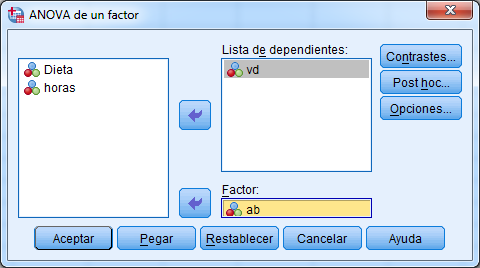 ANOVA de un factor
Lista de dependientes:
Dieta
horas
vd
Contrastes...
Post hoc...
Opciones...
Factor:
ab
Aceptar
Pegar
Restablecer
Cancelar
Ayuda